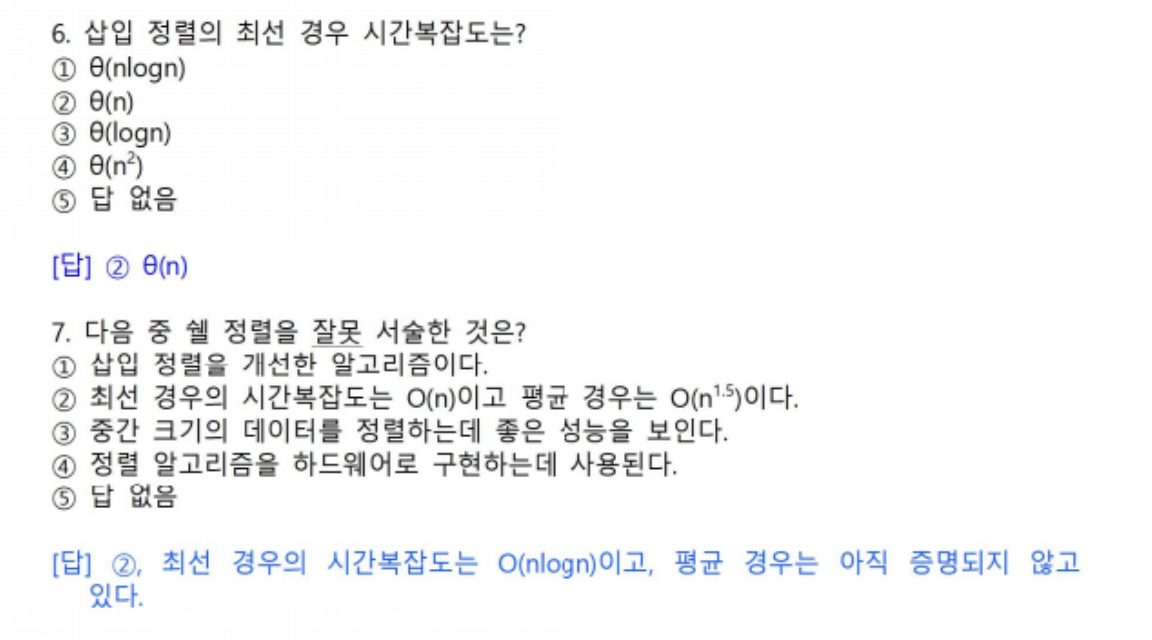 6. 삽입 정렬의 최선 경우 시간복잡도는?
① θ(nlogn)
② θ(n)
③ θ(logn)
④ θ(n²)
⑤ 답 없음
[답] ② θ(n)
7. 다음 중 쉘 정렬을 잘못 서술한 것은?
① 삽입 정렬을 개선한 알고리즘이다.
② 최선 경우의 시간복잡도는 O(n)이고 평균 경우는 O(n¹·⁵)이다.
③ 중간 크기의 데이터를 정렬하는데 좋은 성능을 보인다.
④ 정렬 알고리즘을 하드웨어로 구현하는데 사용된다.
⑤ 답 없음
[답] ②, 최선 경우의 시간복잡도는 O(nlogn)이고, 평균 경우는 아직 증명되지 않고
있다.